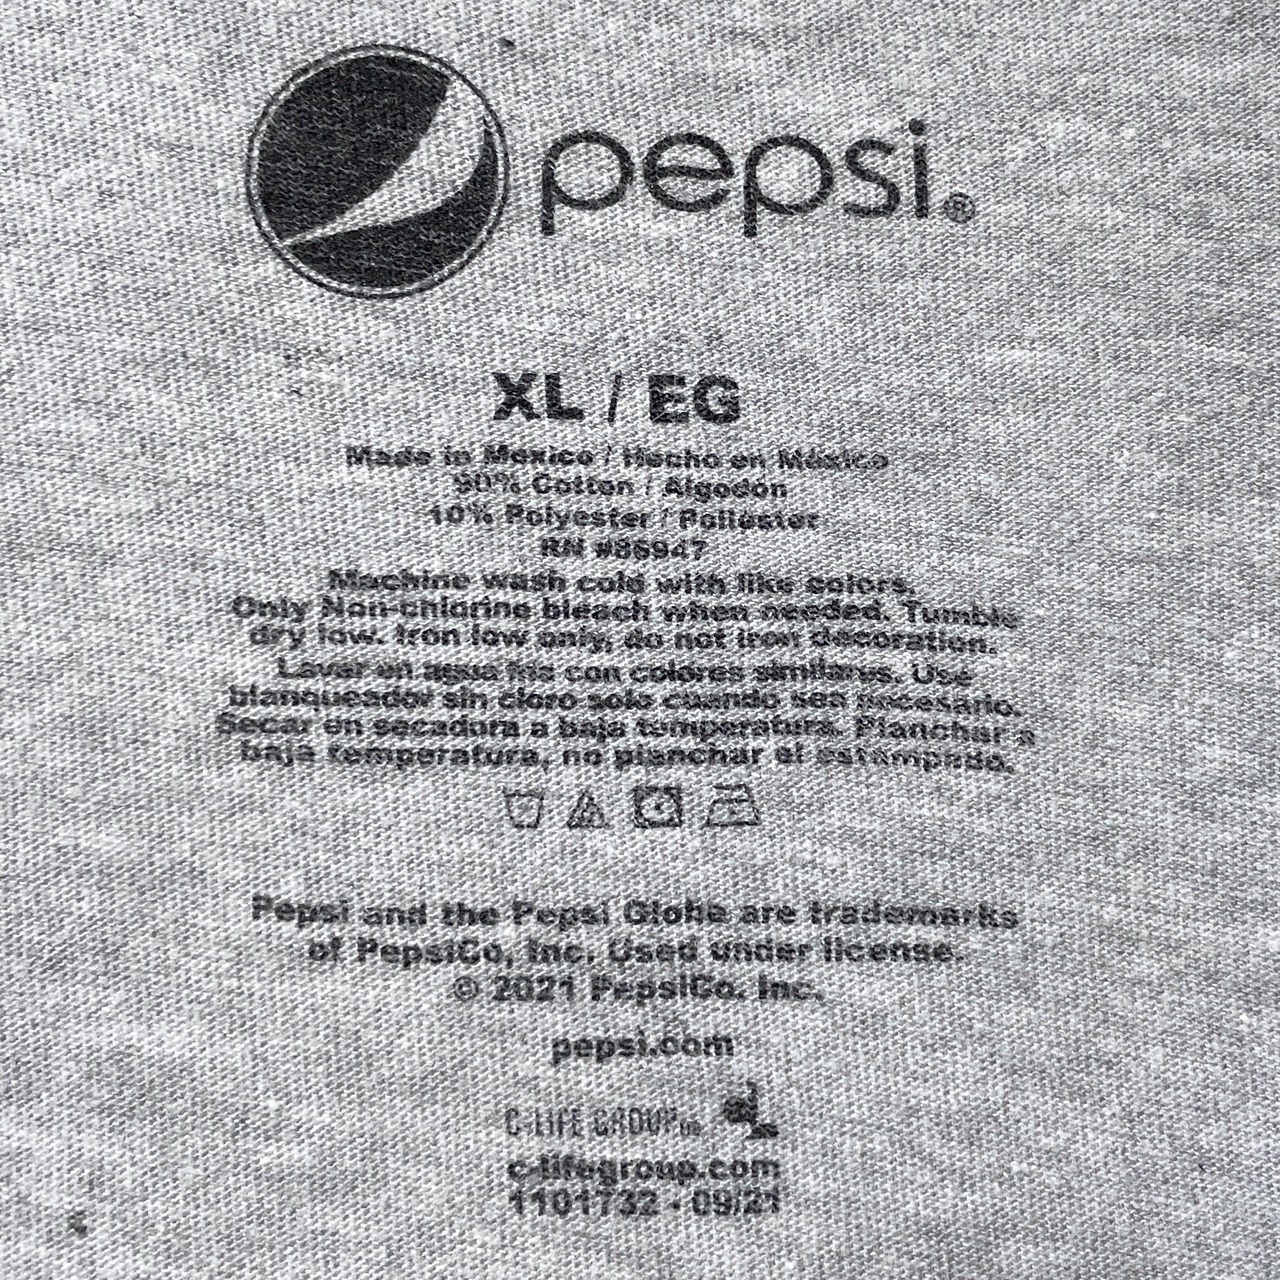 pepsi®
XL / EG
Made in Mexico / Hecho en México
90% Cotton / Algodón
10% Polyester / Poliéster
RN #86947
Machine wash cold with like colors.
Only Non-chlorine bleach when needed. Tumble
dry low. Iron low only, do not iron decoration.
Lavar en agua fria con colores similares. Use
blanqueador sin cloro solo cuando sea necesario.
Secar en secadora a baja temperatura. Planchar a
baja temperatura, no planchar el estampado.
Pepsi and the Pepsi Globe are trademarks
of PepsiCo, Inc. Used under license.
© 2021 PepsiCo. Inc.
pepsi.com
C-LIFE GROUP
c-lifegroup.com
1101732 - 09/21